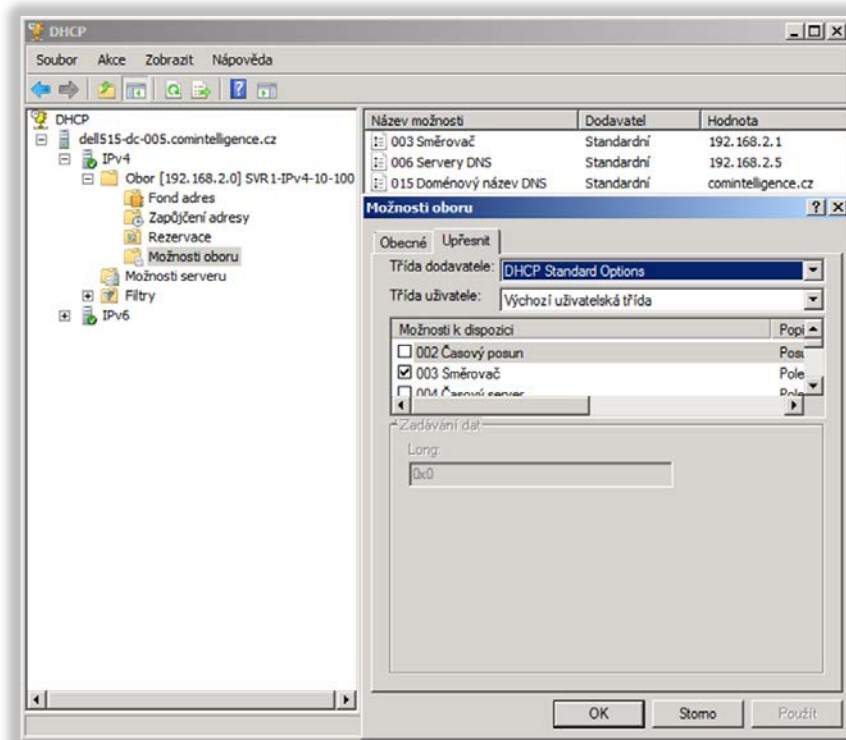 DHCP
Soubor Akce Zobrazit Nápověda
DHCP
dell515-dc-005.comintelligence.cz
IPv4
Obor [192.168.2.0] SVR1-IPv4-10-100
Fond adres
Zapůjčení adresy
Rezervace
Možnosti oboru
Možnosti serveru
Filtry
IPv6
Název možnosti Dodavatel Hodnota
003 Směrovač Standardní 192.168.2.1
006 Servery DNS Standardní 192.168.2.5
015 Doménový název DNS Standardní comintelligence.cz
Možnosti oboru
Obecné Upřesnit
Třída dodavatele: DHCP Standard Options
Třída uživatele: Výchozí uživatelská třída
Možnosti k dispozici Popi
002 Časový posun Posu
003 Směrovač Pole
004 Časový server Pole
Zadávání dat
Long:
0x0
OK Storno Použít